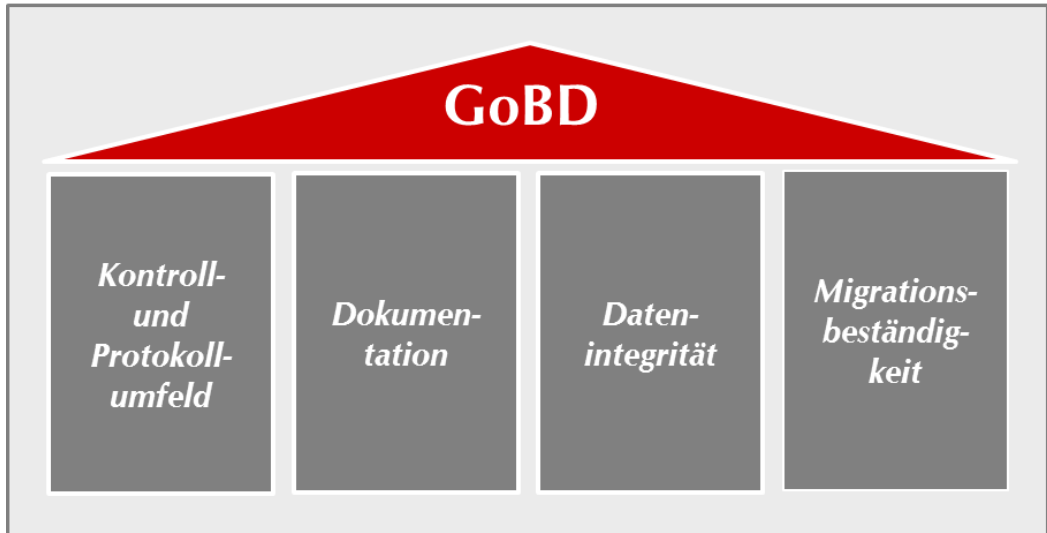 GoBD
Kontroll-
und
Protokoll-
umfeld
Dokumen-
tation
Daten-
integrität
Migrations-
beständig-
keit